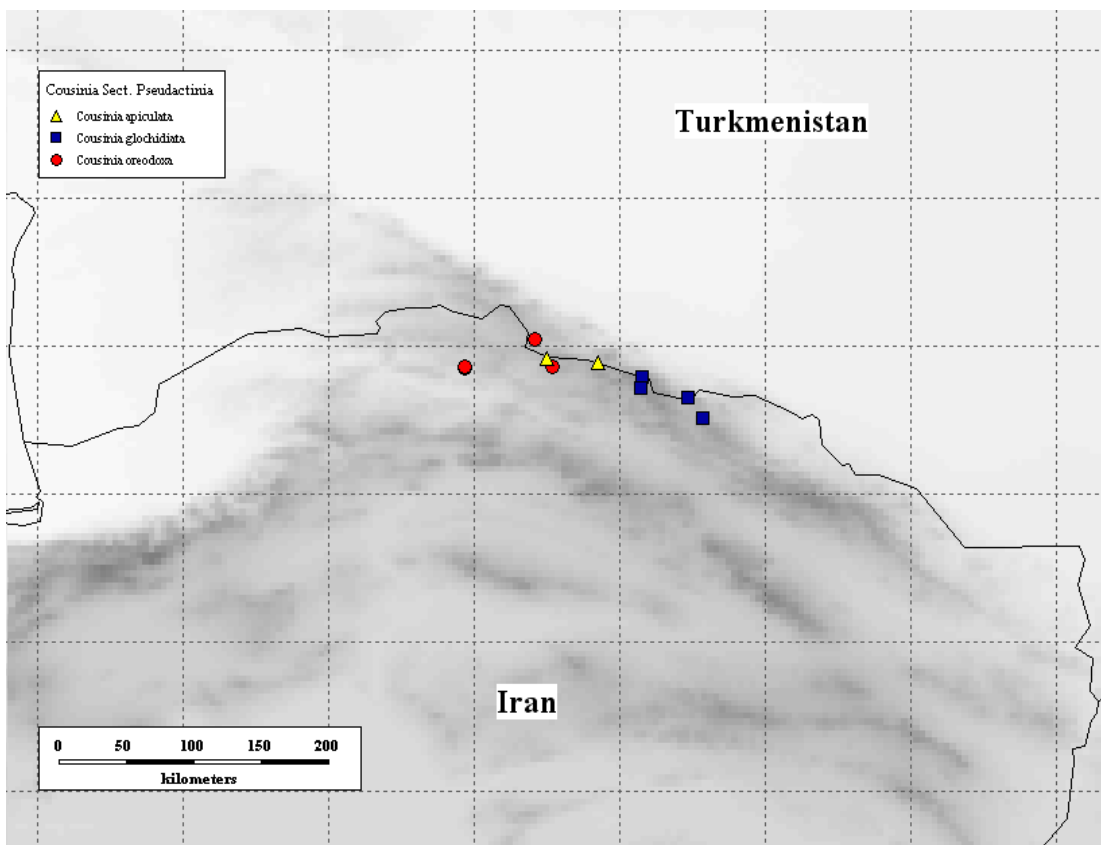 Cousinia Sect. Pseudactinia
Cousinia apiculata
Cousinia glochidiata
Cousinia oreodoxa
Turkmenistan
Iran
0 50 100 150 200
kilometers